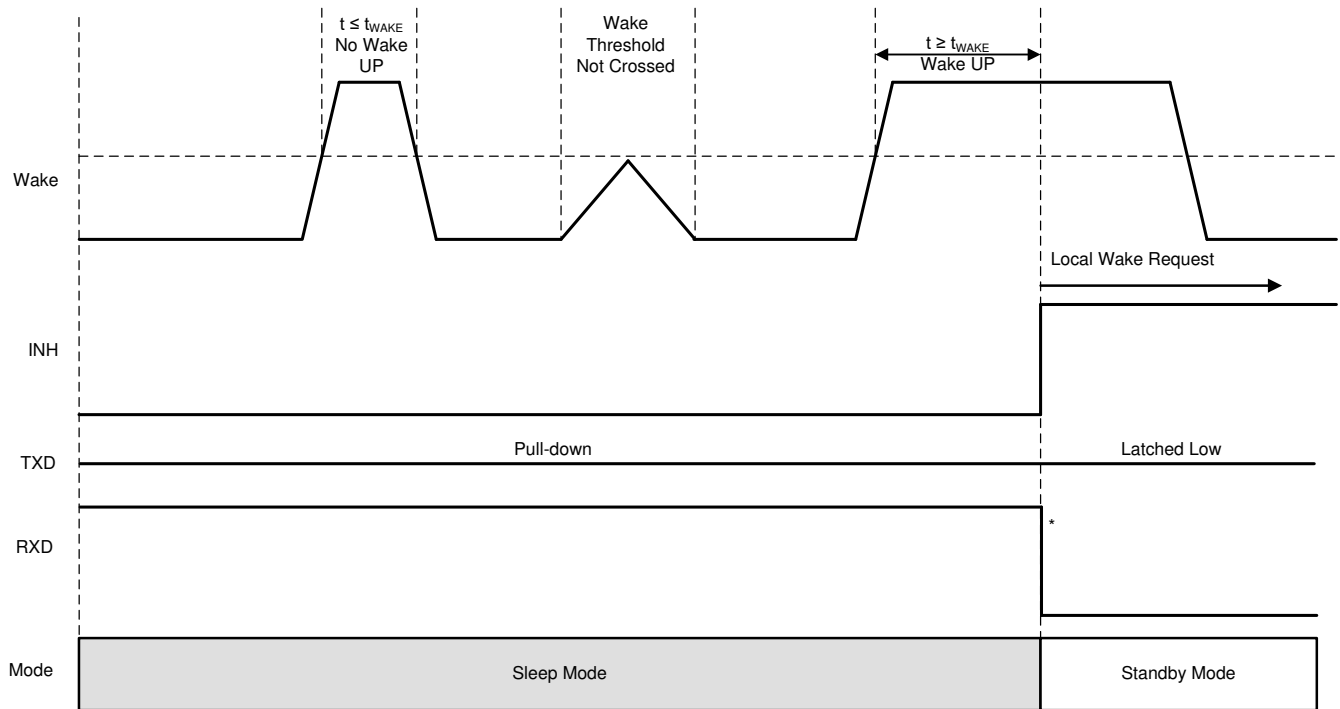 t ≤ tWAKE
No Wake
UP
Wake
Threshold
Not Crossed
t ≥ tWAKE
Wake UP
Wake
Local Wake Request
INH
Pull-down
Latched Low
TXD
*
RXD
Mode
Sleep Mode
Standby Mode